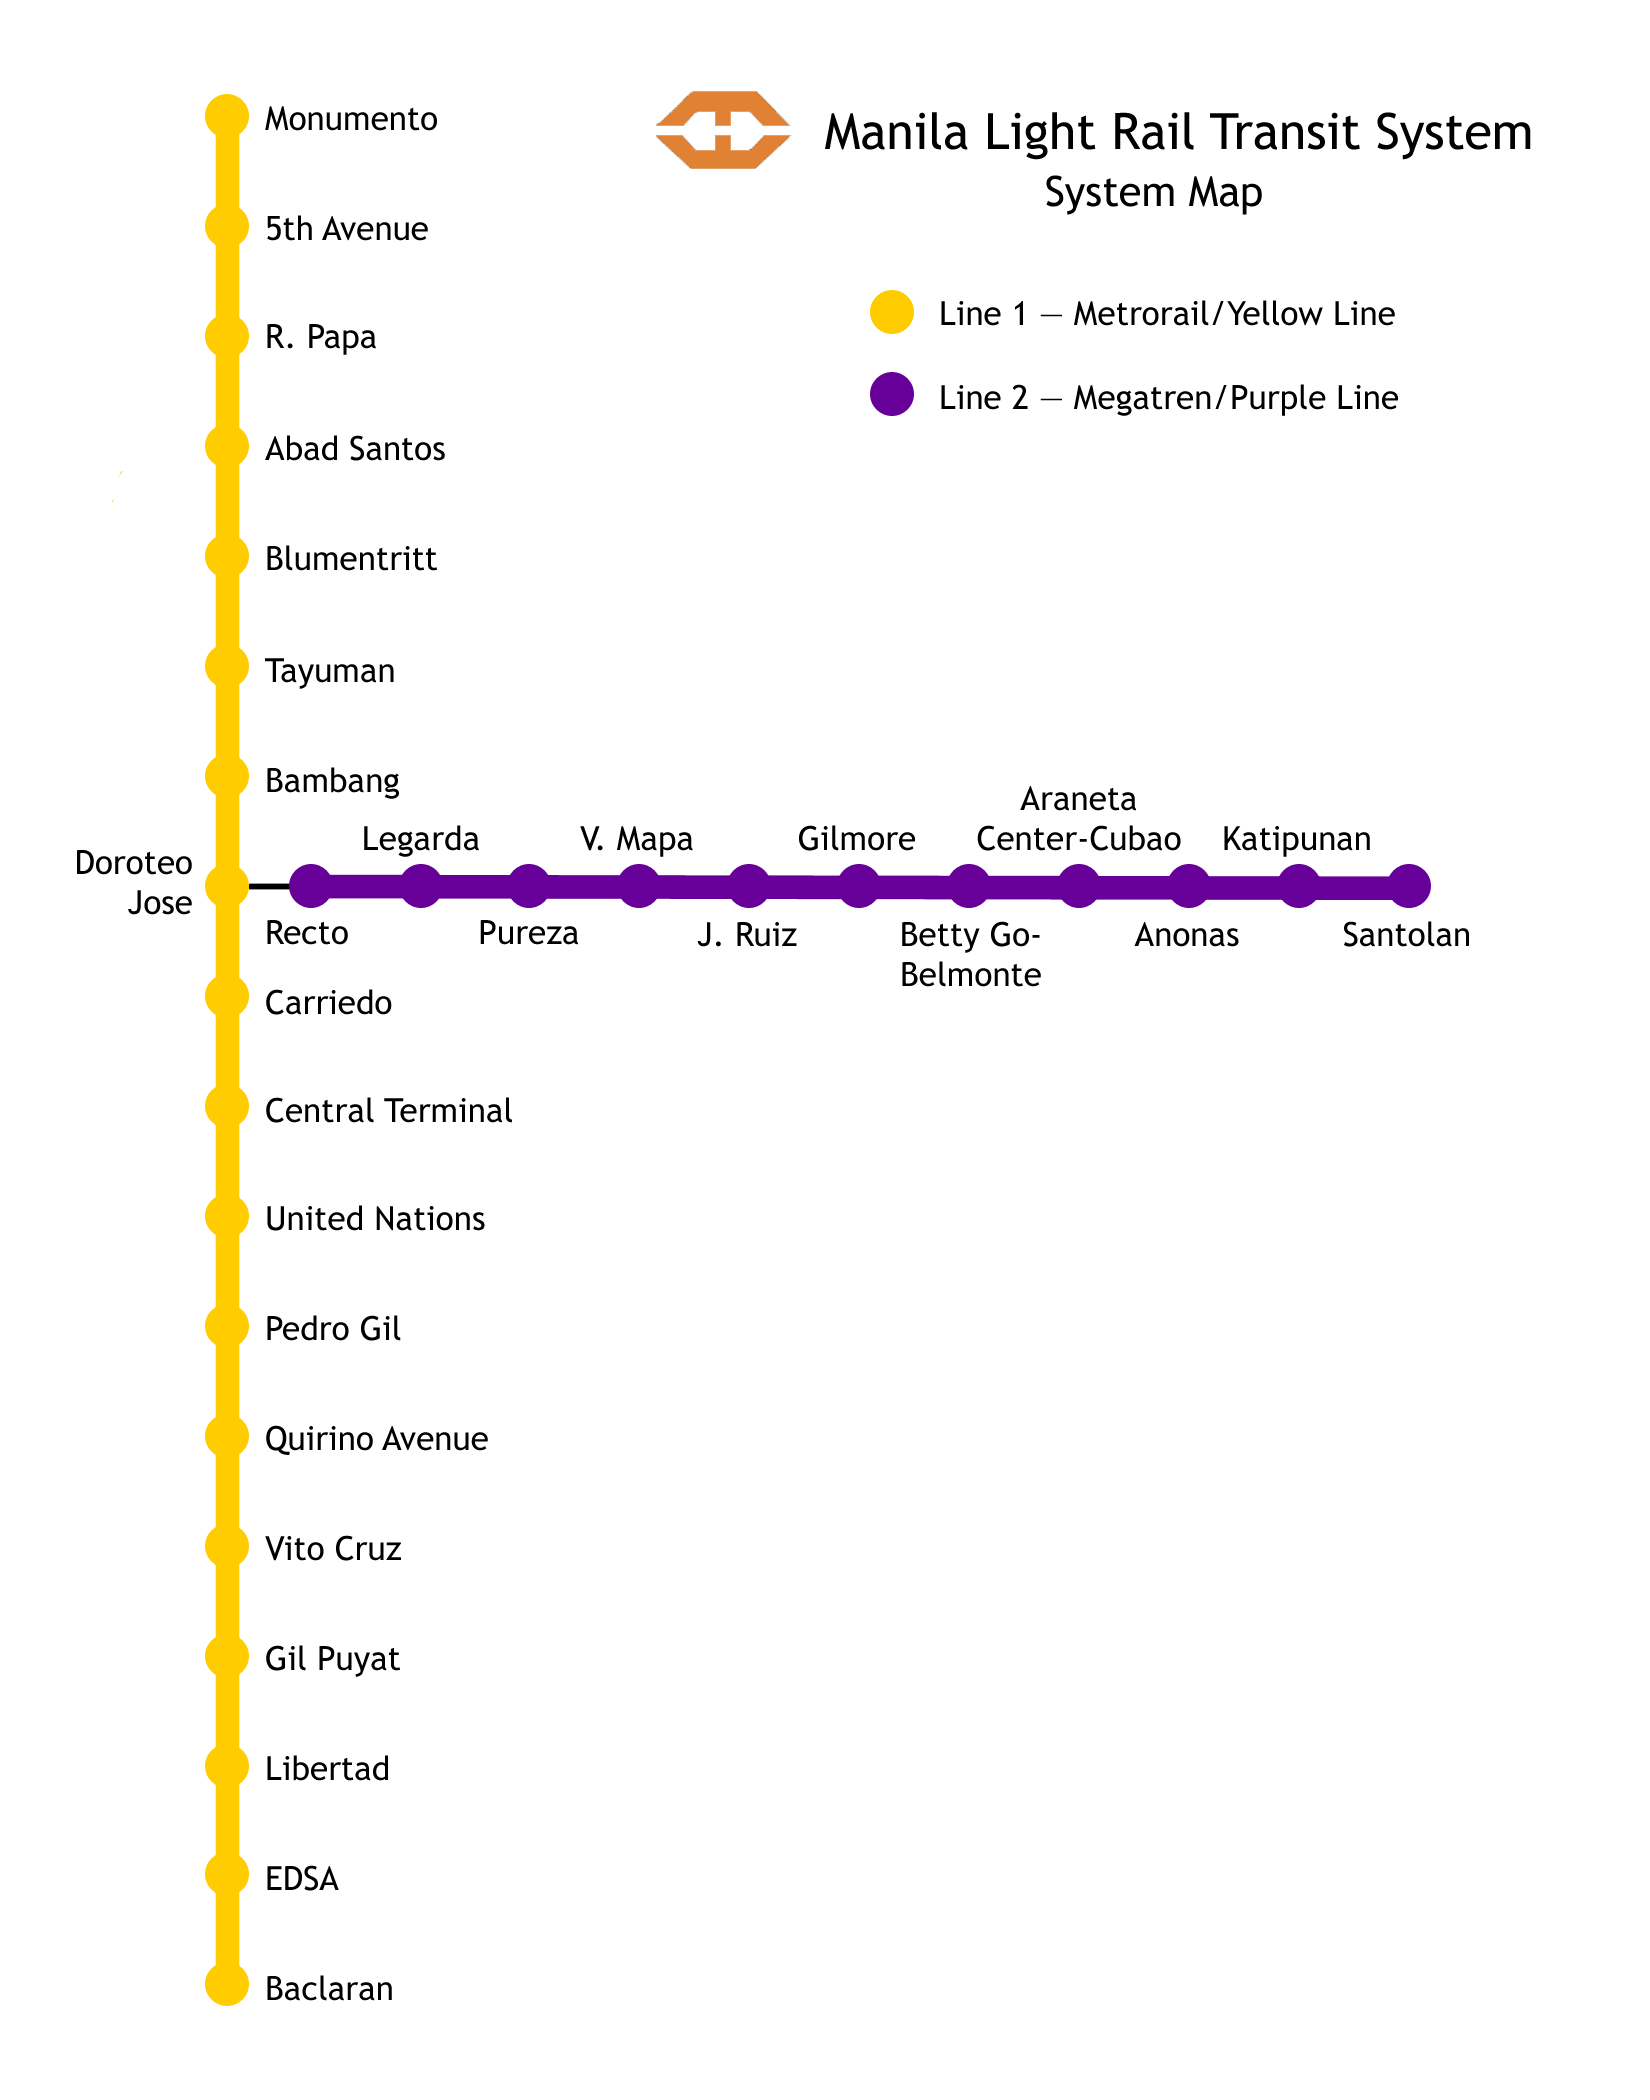 Manila Light Rail Transit System
System Map
Line 1 — Metrorail/Yellow Line
Line 2 — Megatren/Purple Line
Monumento
5th Avenue
R. Papa
Abad Santos
Blumentritt
Tayuman
Bambang
Doroteo
Jose
Recto
Legarda
Pureza
V. Mapa
J. Ruiz
Gilmore
Betty Go-
Belmonte
Araneta
Center-Cubao
Anonas
Katipunan
Santolan
Carriedo
Central Terminal
United Nations
Pedro Gil
Quirino Avenue
Vito Cruz
Gil Puyat
Libertad
EDSA
Baclaran